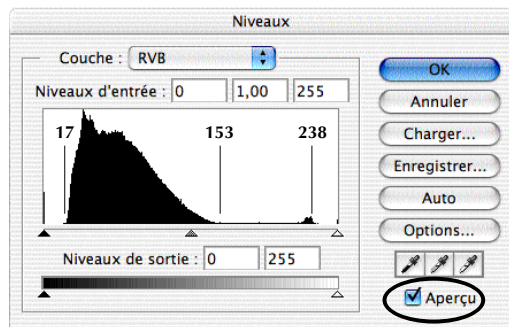 Niveaux
Couche : RVB
Niveaux d'entrée : 0 1,00 255
17 153 238
Niveaux de sortie : 0 255
OK
Annuler
Charger...
Enregistrer...
Auto
Options...
Aperçu